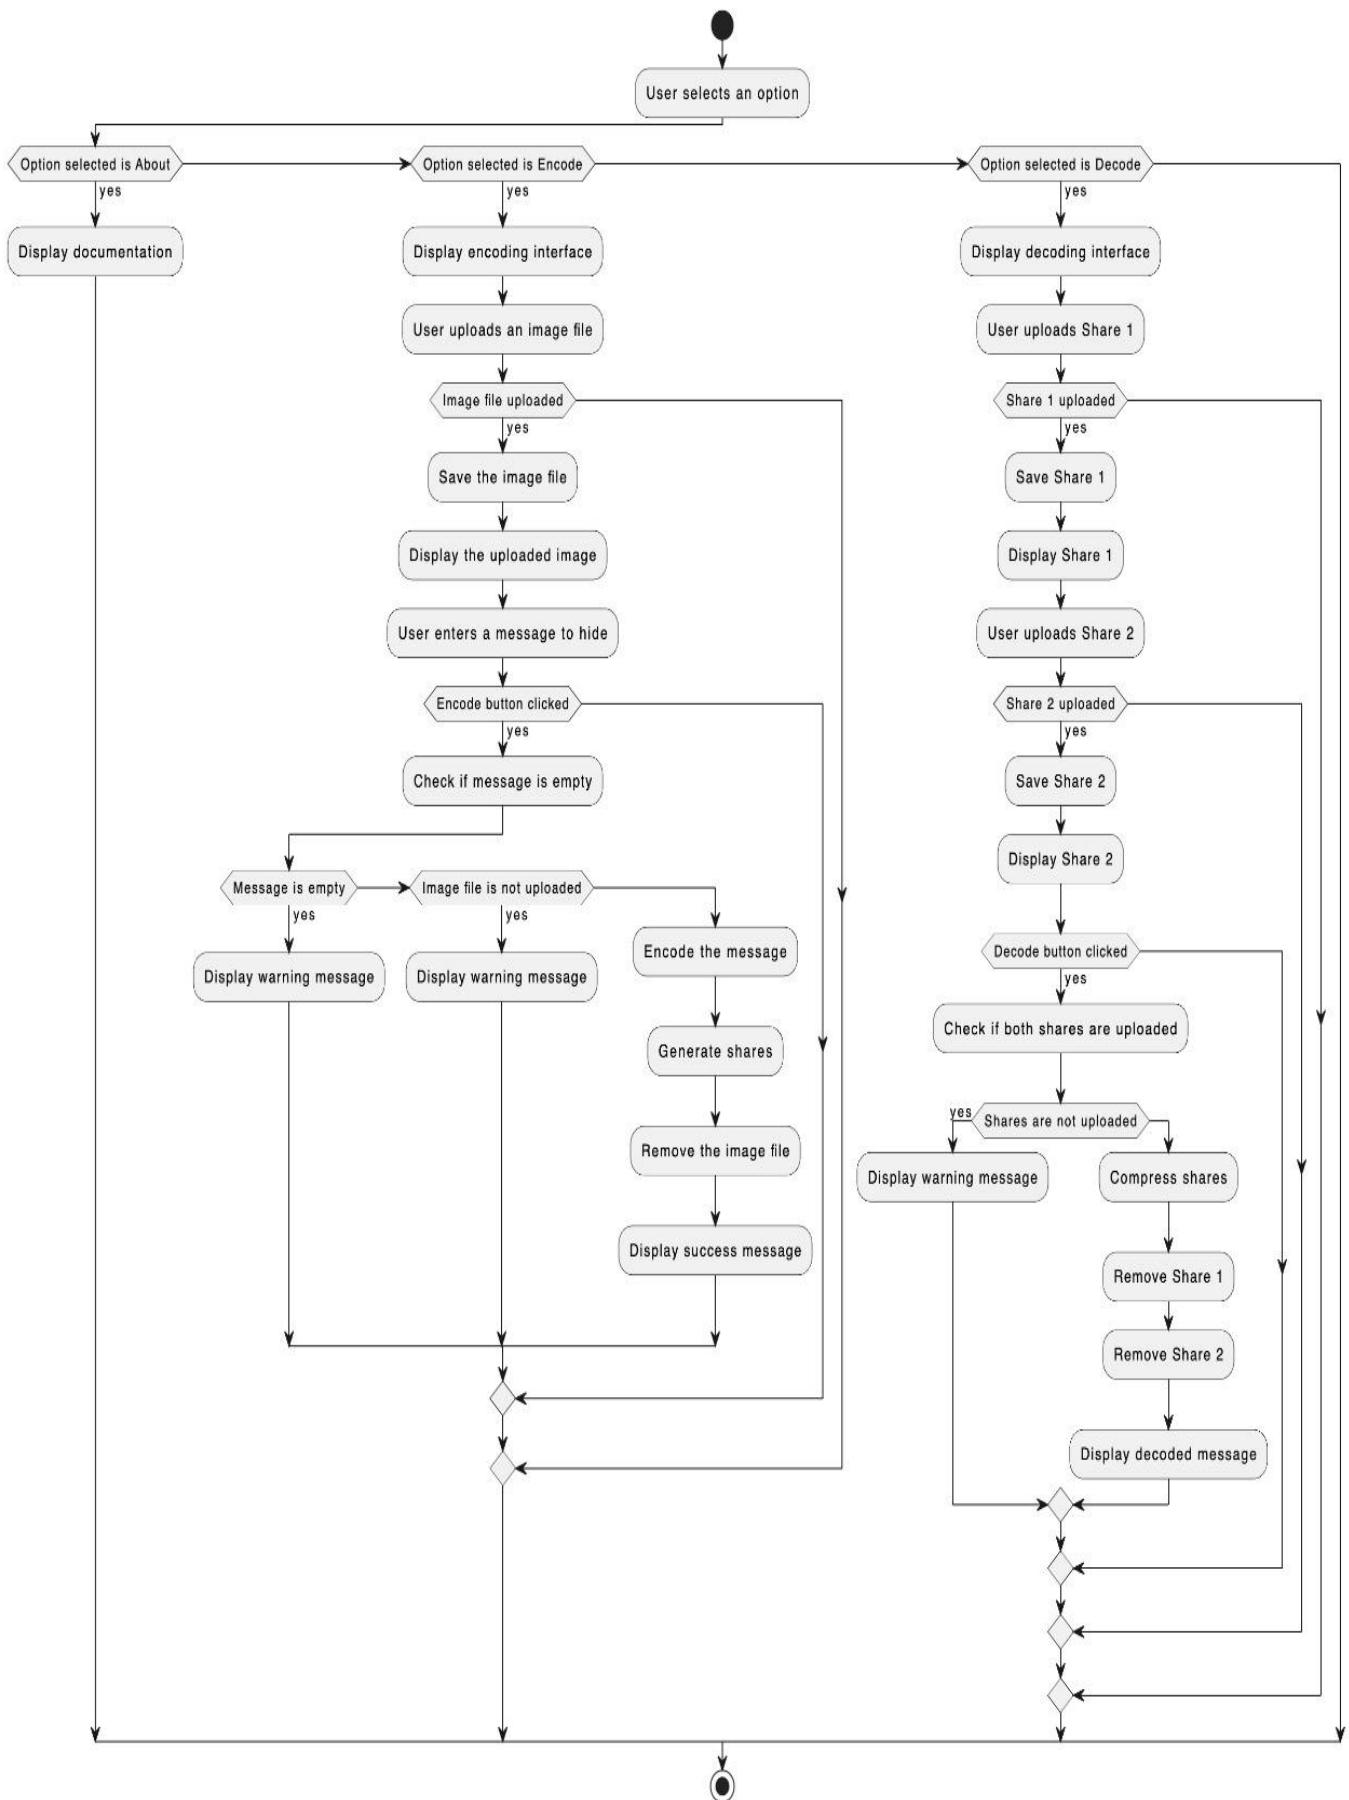 User selects an option
Option selected is About
yes
Display documentation
Option selected is Encode
yes
Display encoding interface
User uploads an image file
Image file uploaded
yes
Save the image file
Display the uploaded image
User enters a message to hide
Encode button clicked
yes
Check if message is empty
Message is empty
yes
Display warning message
Image file is not uploaded
yes
Display warning message
Encode the message
Generate shares
Remove the image file
Display success message
Option selected is Decode
yes
Display decoding interface
User uploads Share 1
Share 1 uploaded
yes
Save Share 1
Display Share 1
User uploads Share 2
Share 2 uploaded
yes
Save Share 2
Display Share 2
Decode button clicked
yes
Check if both shares are uploaded
Shares are not uploaded
yes
Display warning message
Compress shares
Remove Share 1
Remove Share 2
Display decoded message